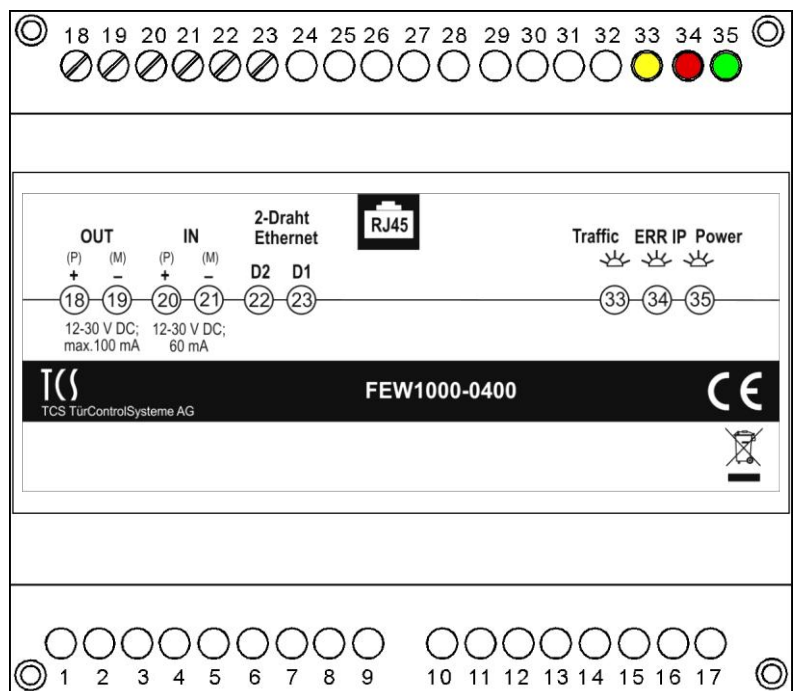 18 19 20 21 22 23 24 25 26 27 28 29 30 31 32 33 34 35
RJ45
OUT IN 2-Draht Ethernet
(P) (M) (P) (M)
+ – + – D2 D1
Traffic ERR IP Power
18 19 20 21 22 23 33 34 35
12-30 V DC; 12-30 V DC;
max.100 mA 60 mA
TCS
TCS TürControlSysteme AG
FEW1000-0400
CE
1 2 3 4 5 6 7 8 9 10 11 12 13 14 15 16 17